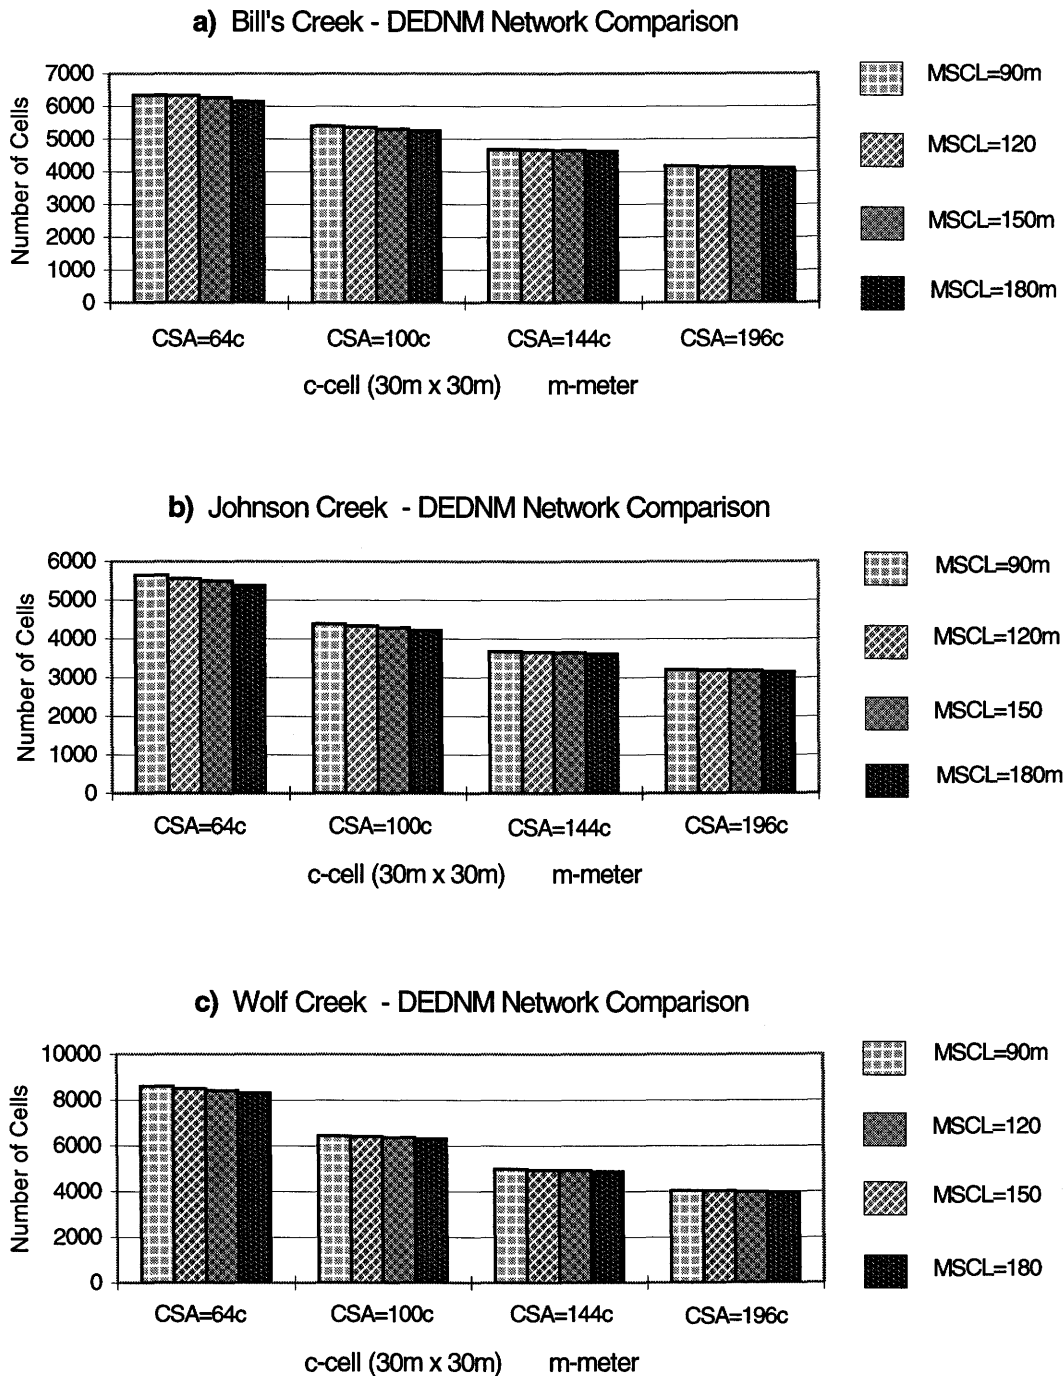 a) Bill's Creek - DEDNM Network Comparison
Number of Cells
7000
6000
5000
4000
3000
2000
1000
0
CSA=64c CSA=100c CSA=144c CSA=196c
c-cell (30m x 30m) m-meter
MSCL=90m
MSCL=120
MSCL=150m
MSCL=180m
b) Johnson Creek - DEDNM Network Comparison
Number of Cells
6000
5000
4000
3000
2000
1000
0
CSA=64c CSA=100c CSA=144c CSA=196c
c-cell (30m x 30m) m-meter
MSCL=90m
MSCL=120m
MSCL=150
MSCL=180m
c) Wolf Creek - DEDNM Network Comparison
Number of Cells
10000
8000
6000
4000
2000
0
CSA=64c CSA=100c CSA=144c CSA=196c
c-cell (30m x 30m) m-meter
MSCL=90m
MSCL=120
MSCL=150
MSCL=180